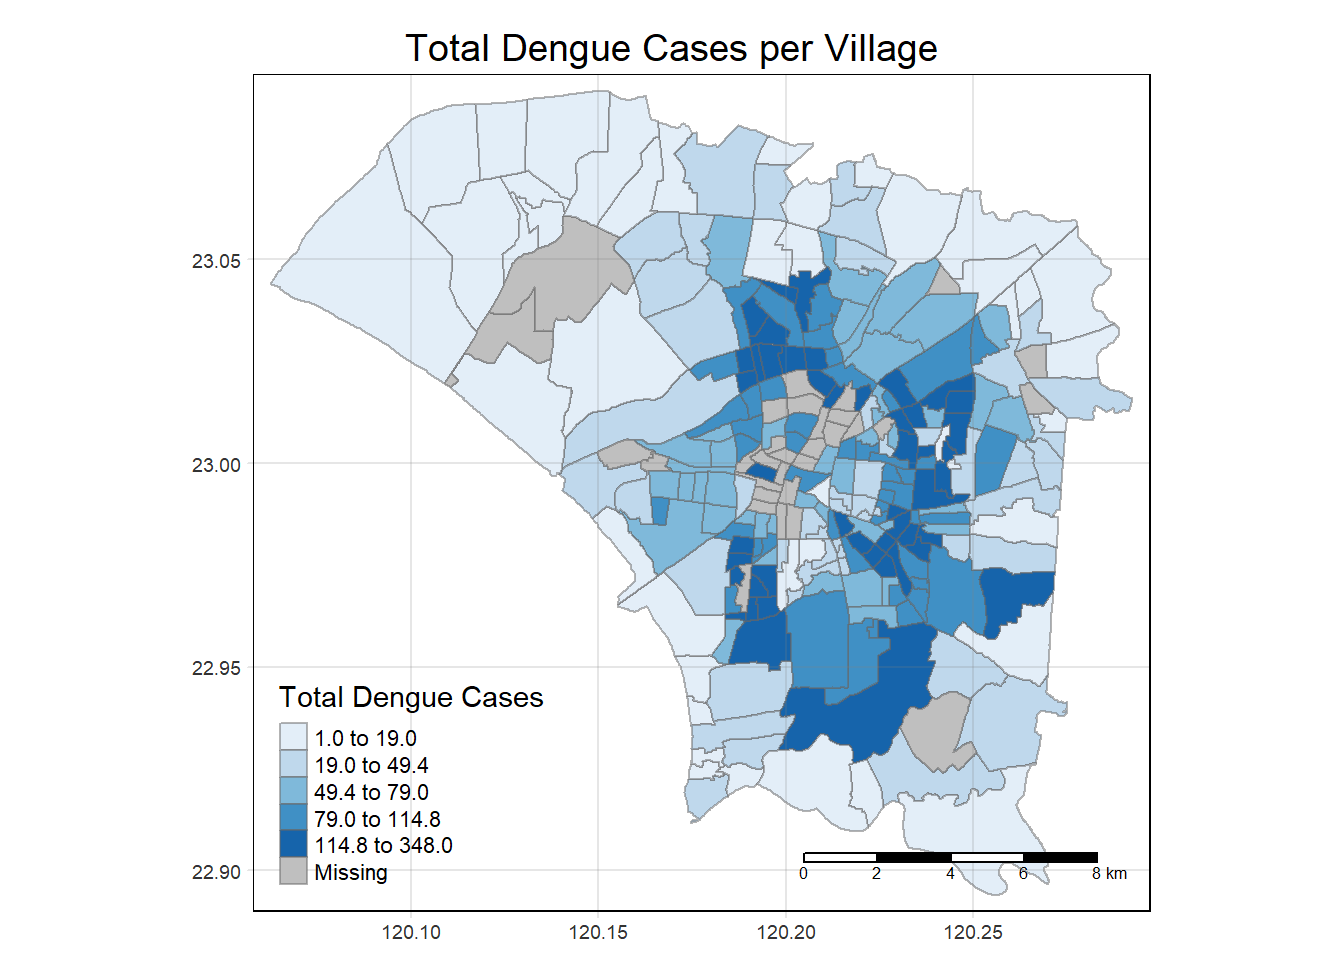 Total Dengue Cases per Village
23.05
23.00
22.95
22.90
Total Dengue Cases
1.0 to 19.0
19.0 to 49.4
49.4 to 79.0
79.0 to 114.8
114.8 to 348.0
Missing
0 2 4 6 8 km
120.10 120.15 120.20 120.25